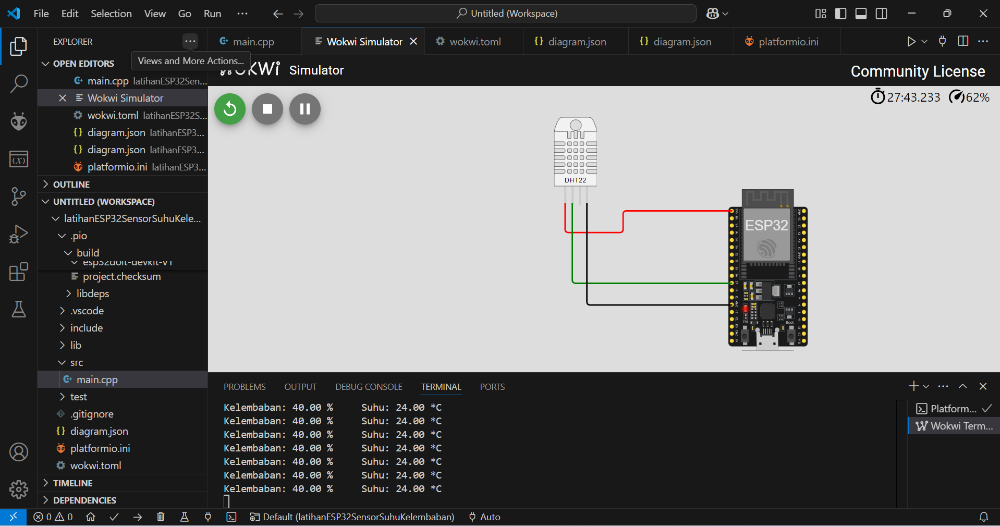 File Edit Selection View Go Run ··· Untitled (Workspace)
EXPLORER
Views and More Actions...
OPEN EDITORS
main.cpp latihanESP32Sen...
Wokwi Simulator
wokwi.toml latihanESP32S...
diagram.json latihanESP3...
diagram.json latihanESP3...
platformio.ini latihanESP3...
OUTLINE
UNTITLED (WORKSPACE)
latihanESP32SensorSuhuKele...
.pio
build
esp32doit-devkit-v1
project.checksum
libdeps
.vscode
include
lib
src
main.cpp
test
.gitignore
diagram.json
platformio.ini
wokwi.toml
TIMELINE
DEPENDENCIES
main.cpp Wokwi Simulator wokwi.toml diagram.json diagram.json platformio.ini
WOKWi Simulator
Community License
27:43.233 62%
DHT22
ESP32
EN Boot
PROBLEMS OUTPUT DEBUG CONSOLE TERMINAL PORTS
Kelembaban: 40.00 % Suhu: 24.00 *C
Kelembaban: 40.00 % Suhu: 24.00 *C
Kelembaban: 40.00 % Suhu: 24.00 *C
Kelembaban: 40.00 % Suhu: 24.00 *C
Kelembaban: 40.00 % Suhu: 24.00 *C
Kelembaban: 40.00 % Suhu: 24.00 *C
Kelembaban: 40.00 % Suhu: 24.00 *C
Platform...
Wokwi Term...
0 0 Default (latihanESP32SensorSuhuKelembaban) Auto